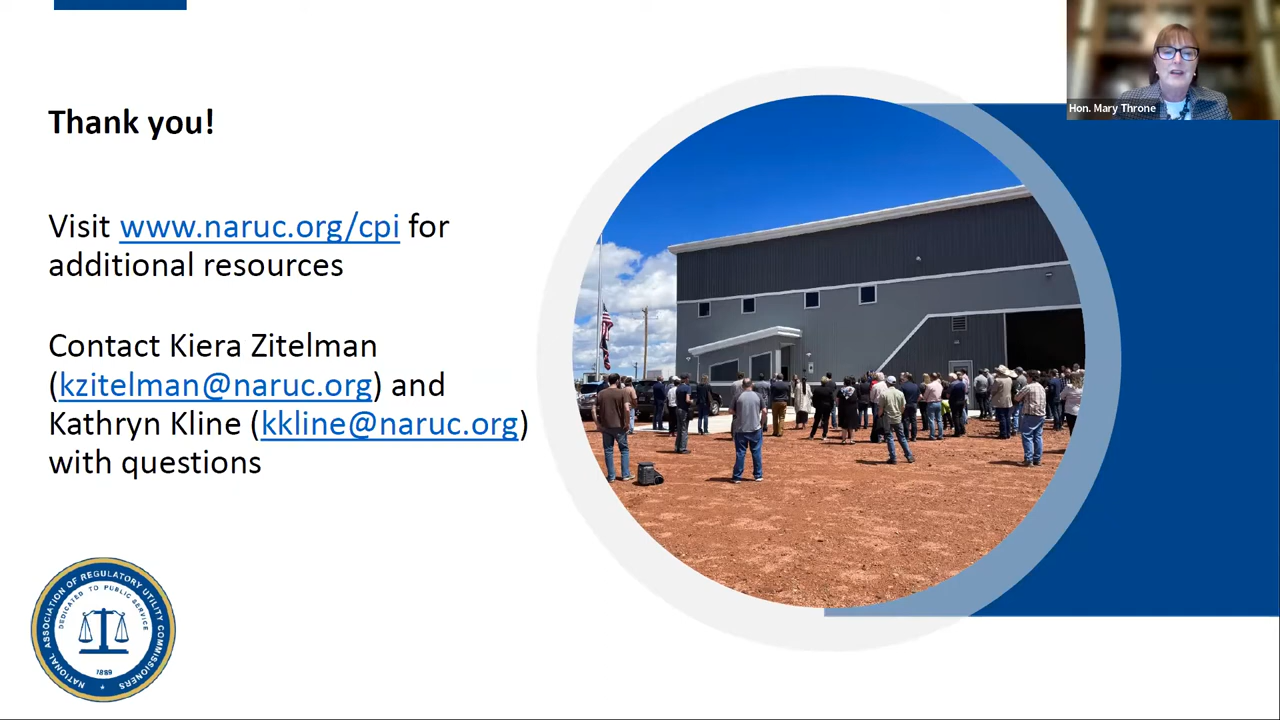 Thank you!
Visit www.naruc.org/cpi for
additional resources
Contact Kiera Zitelman
(kzitelman@naruc.org) and
Kathryn Kline (kkline@naruc.org)
with questions
Hon. Mary Throne
NATIONAL ASSOCIATION OF REGULATORY UTILITY COMMISSIONERS
DEDICATED TO PUBLIC SERVICE
1889